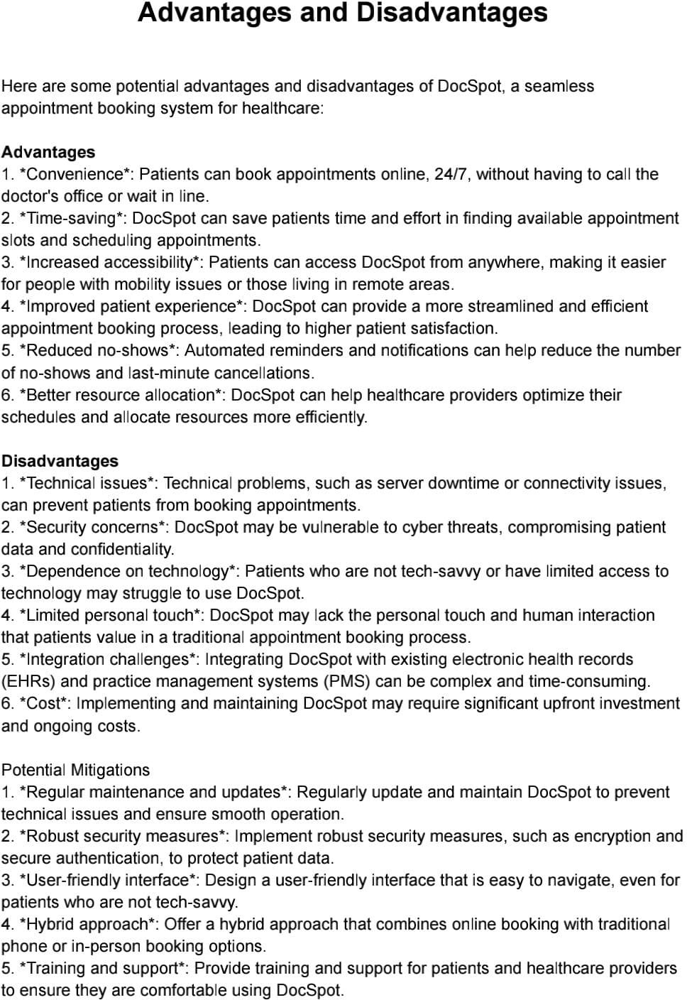 Advantages and Disadvantages
Here are some potential advantages and disadvantages of DocSpot, a seamless
appointment booking system for healthcare:
Advantages
1. *Convenience*: Patients can book appointments online, 24/7, without having to call the
doctor's office or wait in line.
2. *Time-saving*: DocSpot can save patients time and effort in finding available appointment
slots and scheduling appointments.
3. *Increased accessibility*: Patients can access DocSpot from anywhere, making it easier
for people with mobility issues or those living in remote areas.
4. *Improved patient experience*: DocSpot can provide a more streamlined and efficient
appointment booking process, leading to higher patient satisfaction.
5. *Reduced no-shows*: Automated reminders and notifications can help reduce the number
of no-shows and last-minute cancellations.
6. *Better resource allocation*: DocSpot can help healthcare providers optimize their
schedules and allocate resources more efficiently.
Disadvantages
1. *Technical issues*: Technical problems, such as server downtime or connectivity issues,
can prevent patients from booking appointments.
2. *Security concerns*: DocSpot may be vulnerable to cyber threats, compromising patient
data and confidentiality.
3. *Dependence on technology*: Patients who are not tech-savvy or have limited access to
technology may struggle to use DocSpot.
4. *Limited personal touch*: DocSpot may lack the personal touch and human interaction
that patients value in a traditional appointment booking process.
5. *Integration challenges*: Integrating DocSpot with existing electronic health records
(EHRs) and practice management systems (PMS) can be complex and time-consuming.
6. *Cost*: Implementing and maintaining DocSpot may require significant upfront investment
and ongoing costs.
Potential Mitigations
1. *Regular maintenance and updates*: Regularly update and maintain DocSpot to prevent
technical issues and ensure smooth operation.
2. *Robust security measures*: Implement robust security measures, such as encryption and
secure authentication, to protect patient data.
3. *User-friendly interface*: Design a user-friendly interface that is easy to navigate, even for
patients who are not tech-savvy.
4. *Hybrid approach*: Offer a hybrid approach that combines online booking with traditional
phone or in-person booking options.
5. *Training and support*: Provide training and support for patients and healthcare providers
to ensure they are comfortable using DocSpot.